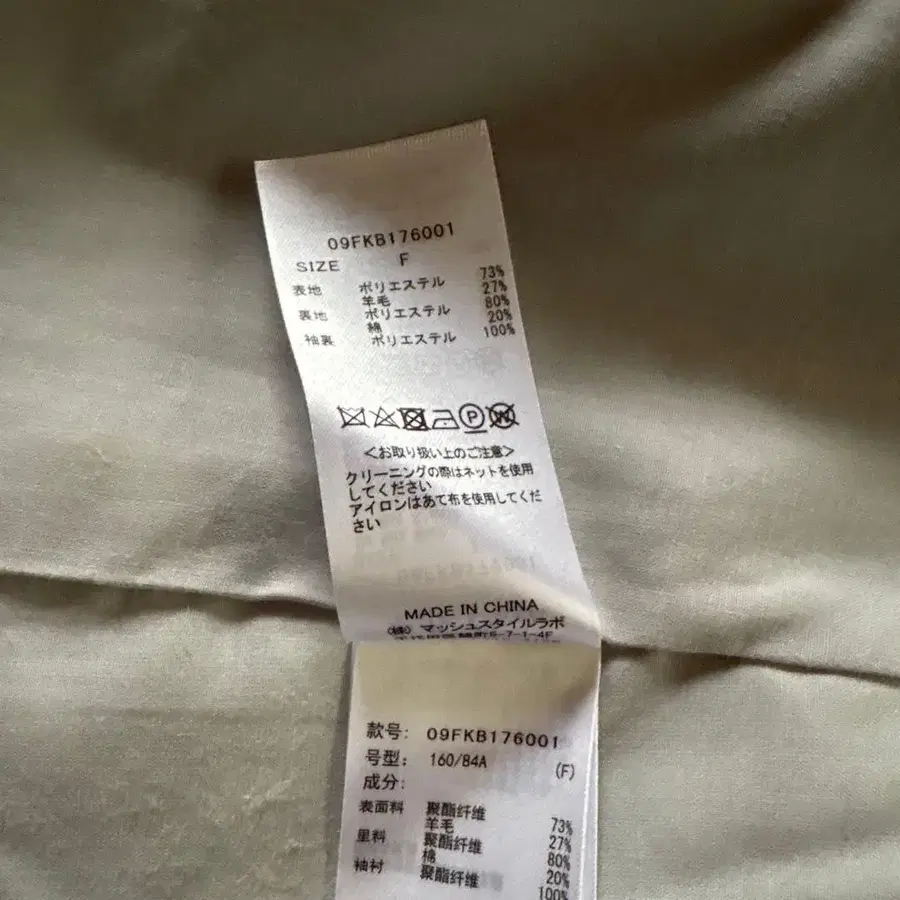 09FKB176001
SIZE F
表地 ポリエステル 73%
羊毛 27%
裏地 ポリエステル 80%
綿 20%
袖裏 ポリエステル 100%
P W
<お取り扱い上のご注意>
クリーニングの際はネットを使用
してください
アイロンはあて布を使用してくだ
さい
MADE IN CHINA
(株) マッシュスタイルラボ
5-7-1-4F
款号: 09FKB176001
号型: 160/84A (F)
成分:
表面料 聚酯纤维 73%
羊毛 27%
里料 聚酯纤维 80%
棉 20%
袖衬 聚酯纤维 100%